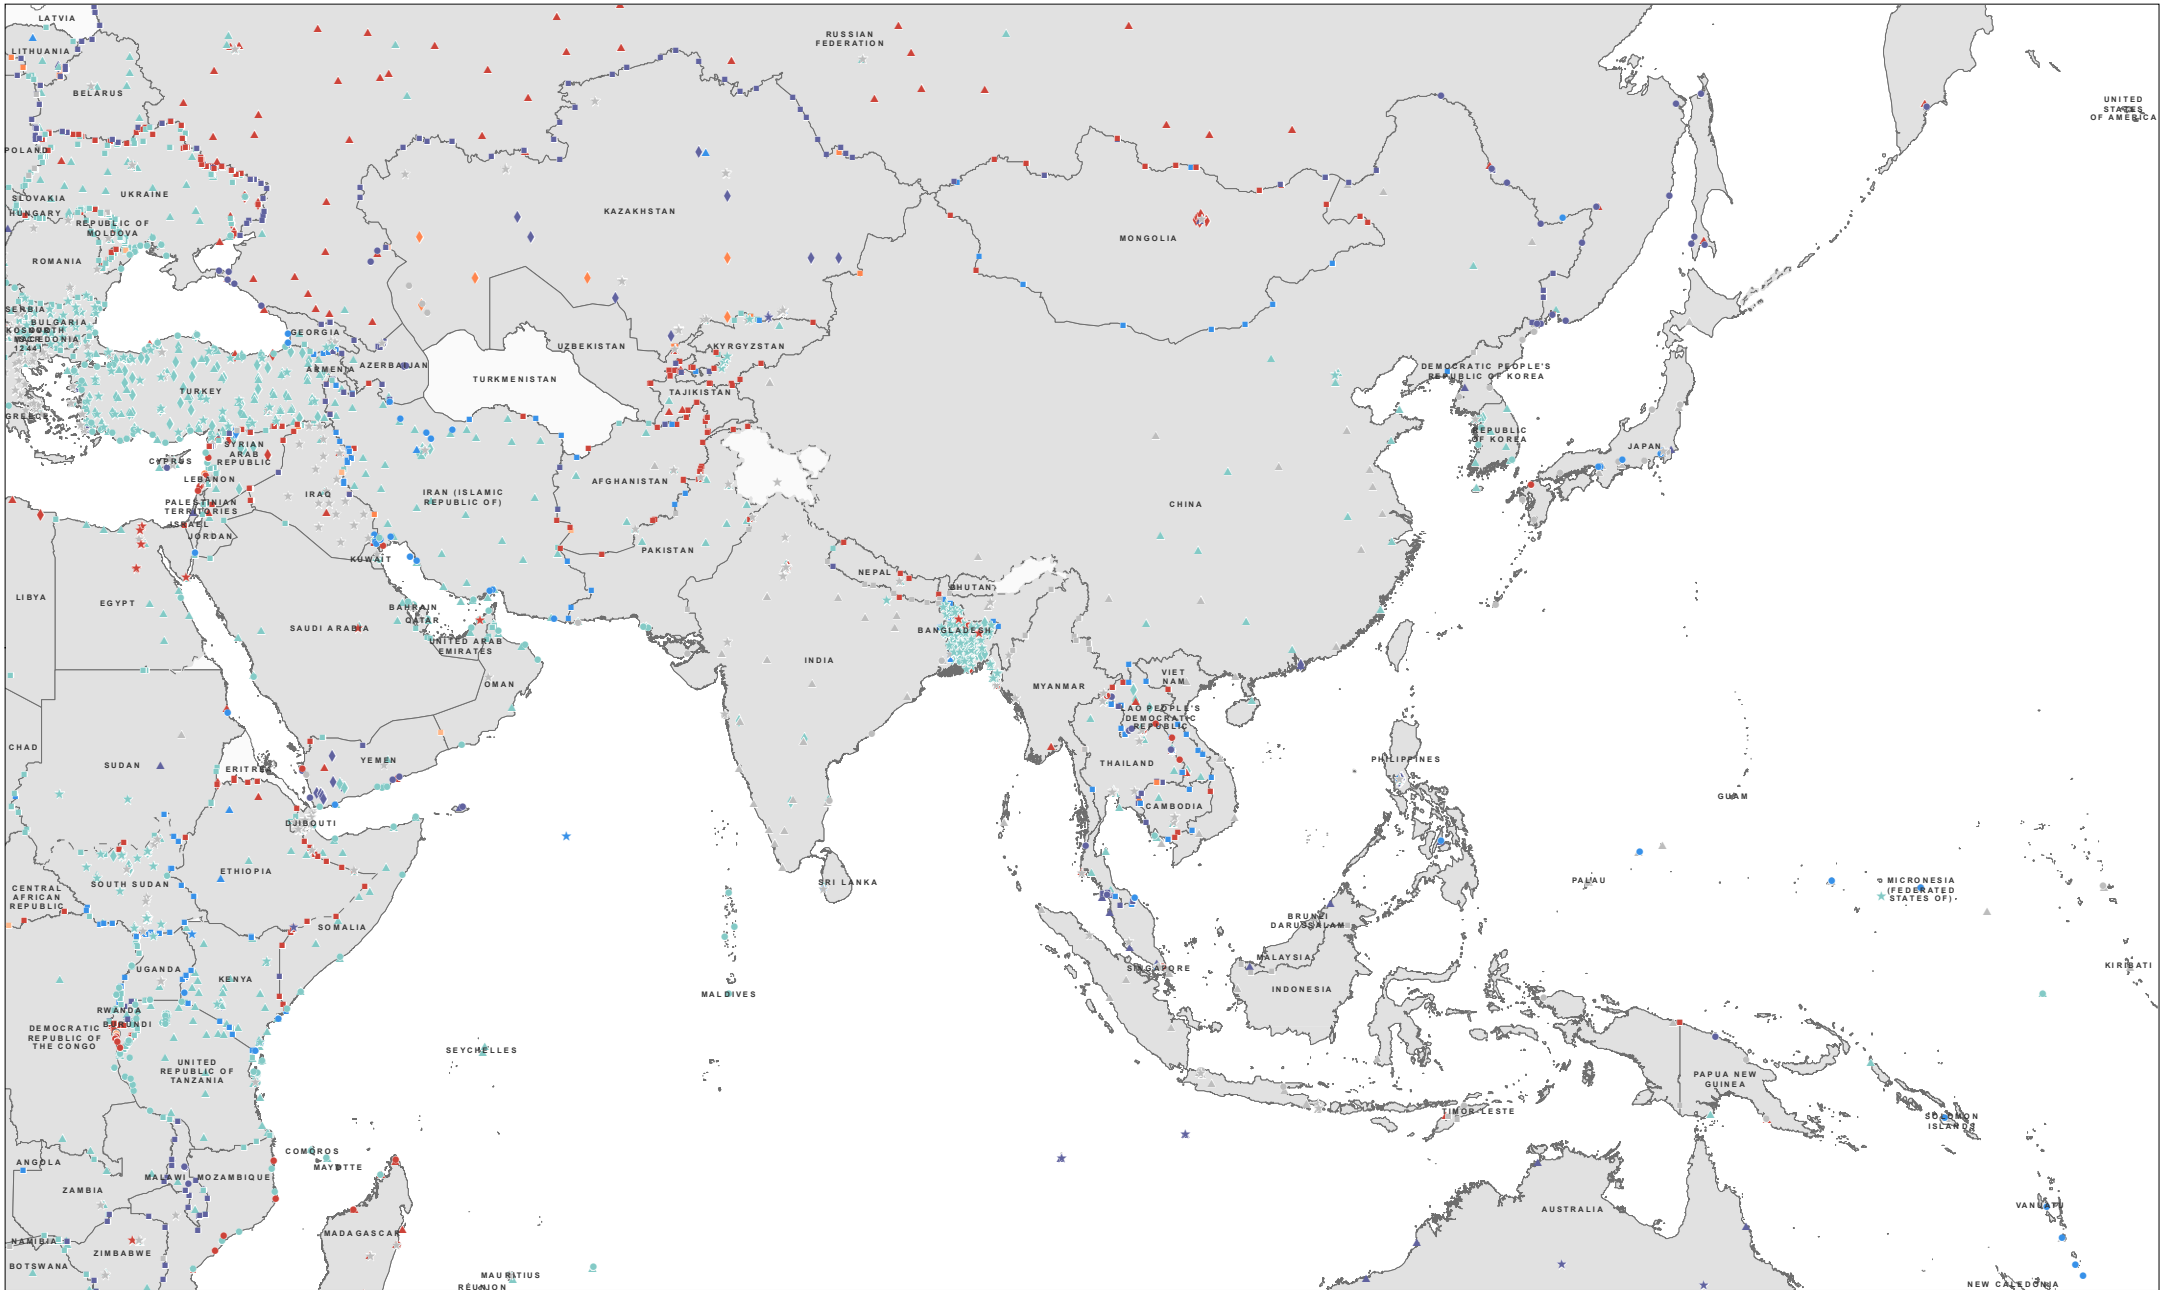 LATVIA
LITHUANIA
BELARUS
POLAND
UKRAINE
SLOVAKIA
HUNGARY
REPUBLIC OF
MOLDOVA
ROMANIA
SERBIA
BULGARIA
MACEDONIA
1244)
GREECE
TURKEY
CYPRUS
SYRIAN
ARAB
REPUBLIC
LEBANON
PALESTINIAN
TERRITORIES
ISRAEL
JORDAN
IRAQ
KUWAIT
GEORGIA
ARMENIA
AZERBAIJAN
RUSSIAN
FEDERATION
KAZAKHSTAN
UZBEKISTAN
TURKMENISTAN
KYRGYZSTAN
TAJIKISTAN
AFGHANISTAN
IRAN (ISLAMIC
REPUBLIC OF)
PAKISTAN
MONGOLIA
CHINA
DEMOCRATIC PEOPLE'S
REPUBLIC OF KOREA
REPUBLIC
OF KOREA
JAPAN
UNITED
STATES
OF AMERICA
LIBYA
EGYPT
SAUDI ARABIA
BAHRAIN
QATAR
UNITED ARAB
EMIRATES
OMAN
YEMEN
CHAD
SUDAN
ERITREA
DJIBOUTI
ETHIOPIA
SOUTH SUDAN
CENTRAL
AFRICAN
REPUBLIC
SOMALIA
UGANDA
KENYA
RWANDA
BURUNDI
DEMOCRATIC
REPUBLIC OF
THE CONGO
UNITED
REPUBLIC OF
TANZANIA
SEYCHELLES
COMOROS
MAYOTTE
ANGOLA
ZAMBIA
MALAWI
MOZAMBIQUE
NAMIBIA
ZIMBABWE
BOTSWANA
MADAGASCAR
MAURITIUS
RÉUNION
NEPAL
BHUTAN
BANGLADESH
INDIA
SRI LANKA
MALDIVES
MYANMAR
VIET
NAM
LAO PEOPLE'S
DEMOCRATIC
REPUBLIC
THAILAND
CAMBODIA
PHILIPPINES
GUAM
PALAU
MICRONESIA
(FEDERATED
STATES OF)
BRUNEI
DARUSSALAM
MALAYSIA
SINGAPORE
INDONESIA
KIRIBATI
PAPUA NEW
GUINEA
TIMOR-LESTE
SOLOMON
ISLANDS
AUSTRALIA
VANUATU
NEW CALEDONIA